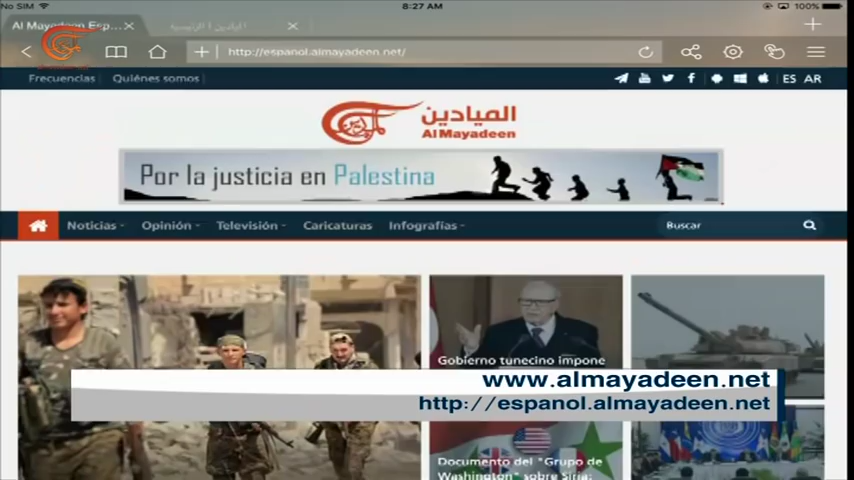 No SIM
8:27 AM
100%
Al Mayadeen Esp...
الميادين | الرئيسية
http://espanol.almayadeen.net/
Frecuencias
Quiénes somos
ES AR
الميادين
Al Mayadeen
Por la justicia en Palestina
Noticias
Opinión
Televisión
Caricaturas
Infografías
Buscar
Gobierno tunecino impone
www.almayadeen.net
http://espanol.almayadeen.net
Documento del "Grupo de
Washington" sobre Siria: